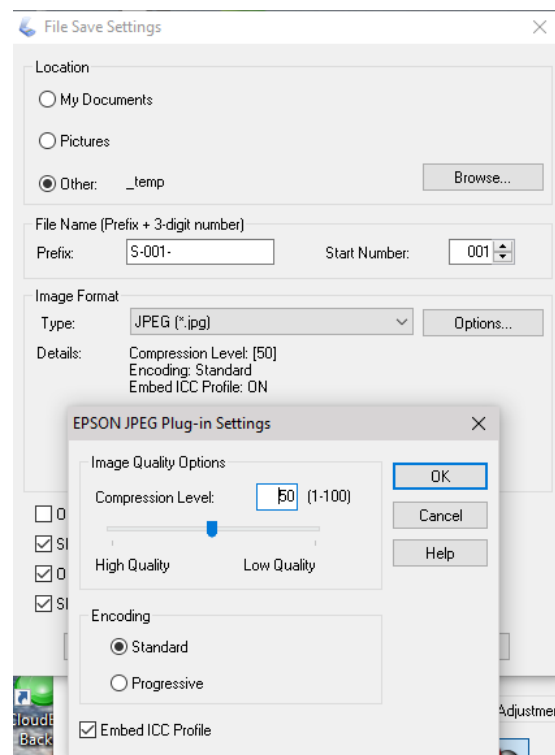 File Save Settings
Location
My Documents
Pictures
Other: _temp Browse...
File Name (Prefix + 3-digit number)
Prefix: S-001- Start Number: 001
Image Format
Type: JPEG (*.jpg) Options...
Details: Compression Level: [50]
Encoding: Standard
Embed ICC Profile: ON
EPSON JPEG Plug-in Settings
Image Quality Options
Compression Level: 50 (1-100)
High Quality Low Quality
OK
Cancel
Help
Encoding
Standard
Progressive
Embed ICC Profile
Back